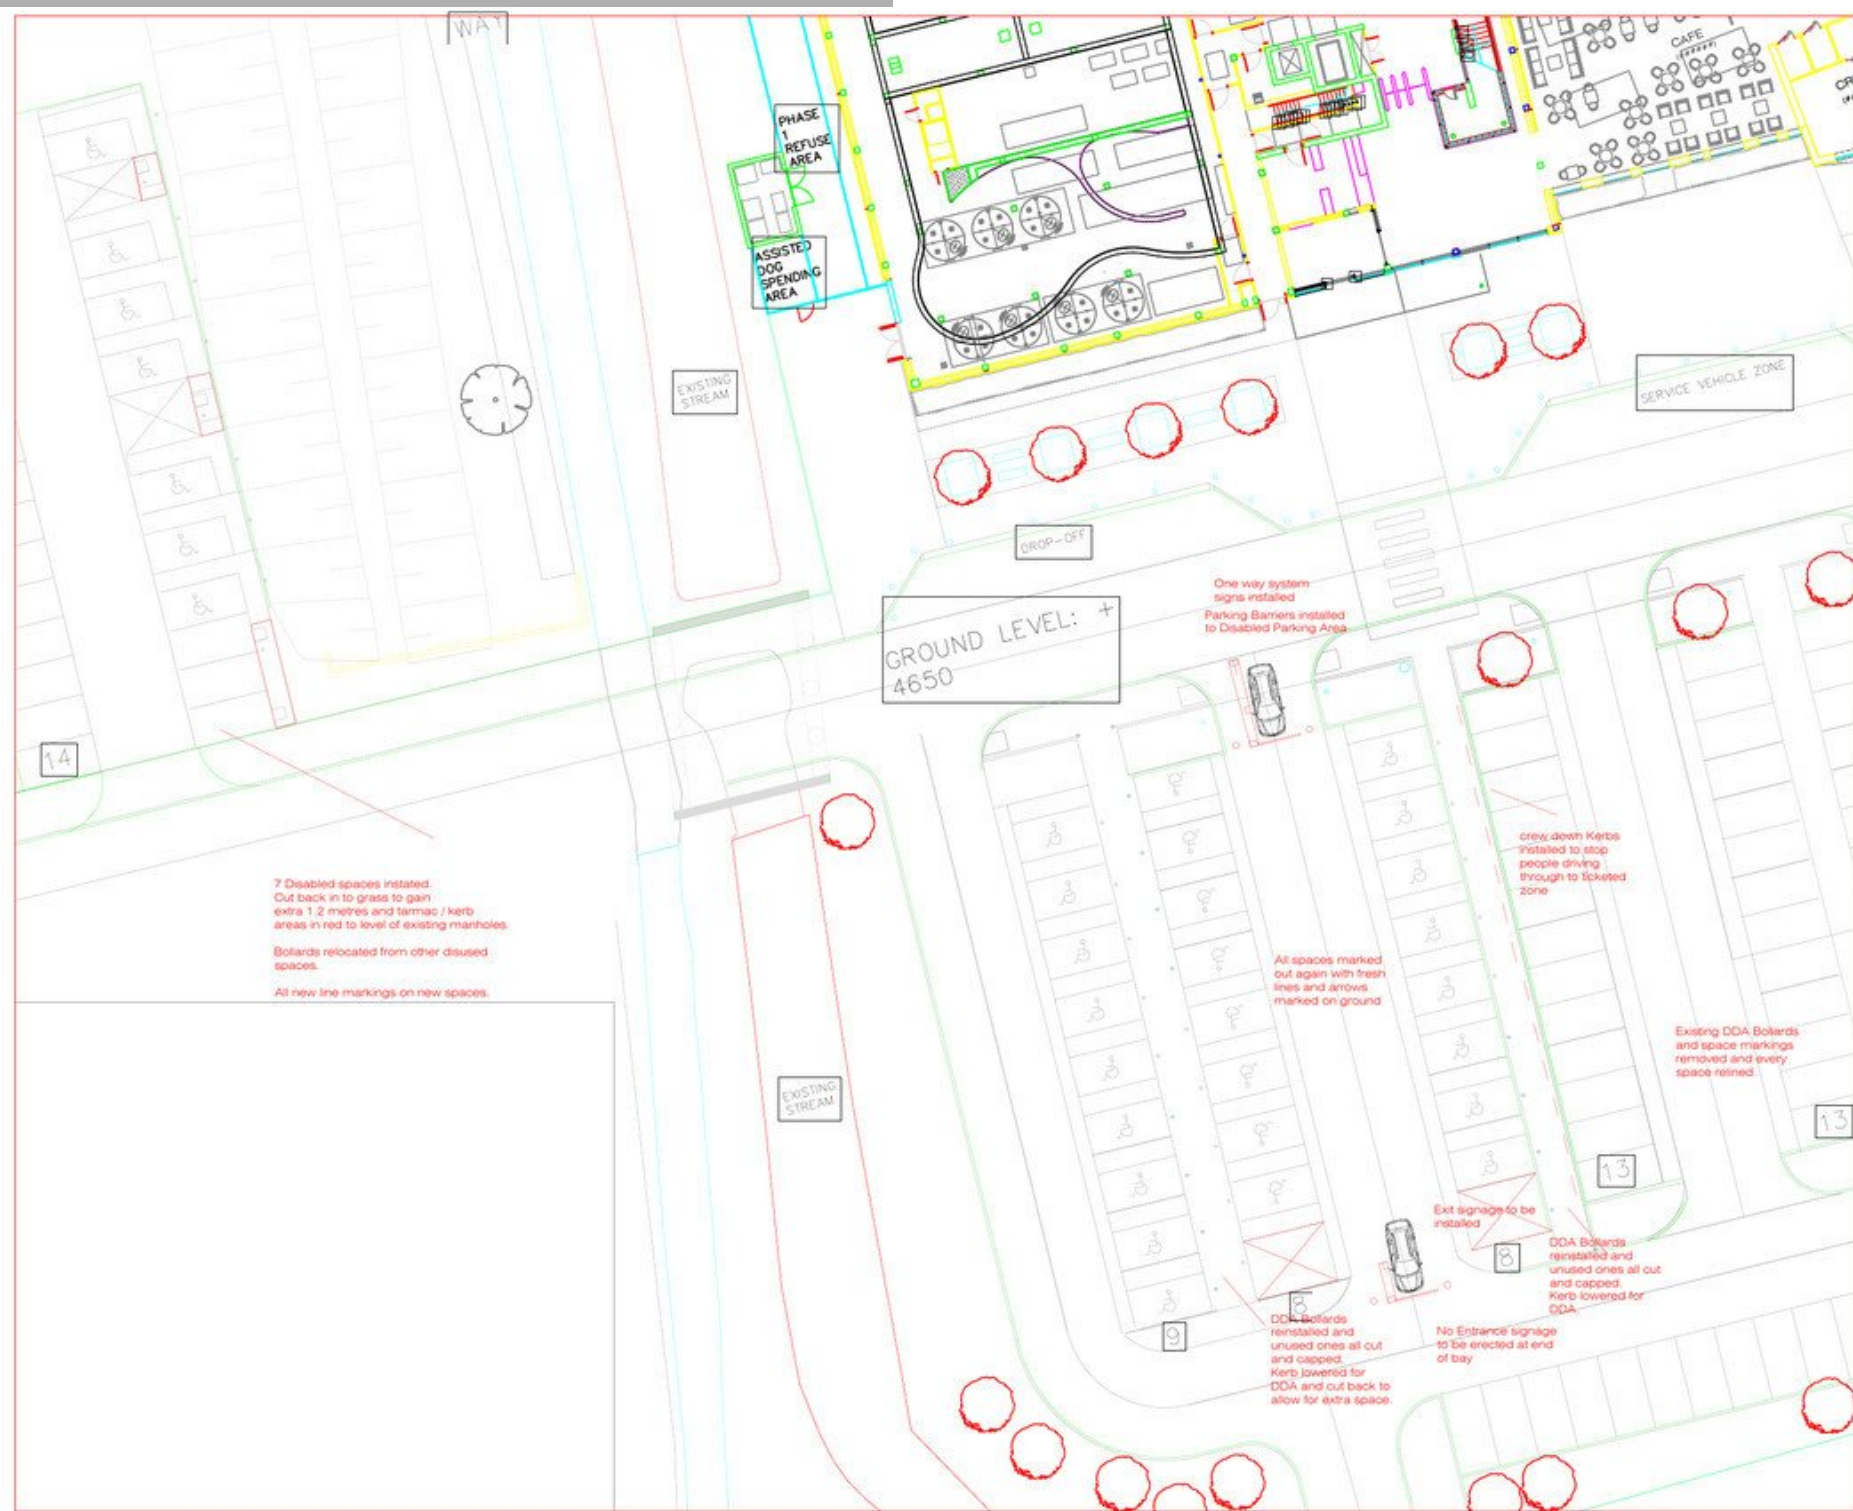 WAY
CAFE
PHASE
1
REFUSE
AREA
ASSISTED
DOG
SPENDING
AREA
EXISTING
STREAM
SERVICE VEHICLE ZONE
DROP-OFF
GROUND LEVEL: +
4650
One way system
signs installed
Parking Barriers installed
to Disabled Parking Area
14
crew down Kerbs
installed to stop
people driving
through to ticketed
zone
7 Disabled spaces instated.
Cut back in to grass to gain
extra 1.2 metres and tarmac / kerb
areas in red to level of existing manholes.
Bollards relocated from other disused
spaces.
All new line markings on new spaces.
All spaces marked
out again with fresh
lines and arrows
marked on ground
Existing DDA Bollards
and space markings
removed and every
space relined.
EXISTING
STREAM
13
13
Exit signage to be
installed
8
DDA Bollards
reinstalled and
unused ones all cut
and capped.
Kerb lowered for
DDA
8
9
DDA Bollards
reinstalled and
unused ones all cut
and capped.
Kerb lowered for
DDA and cut back to
allow for extra space.
No Entrance signage
to be erected at end
of bay